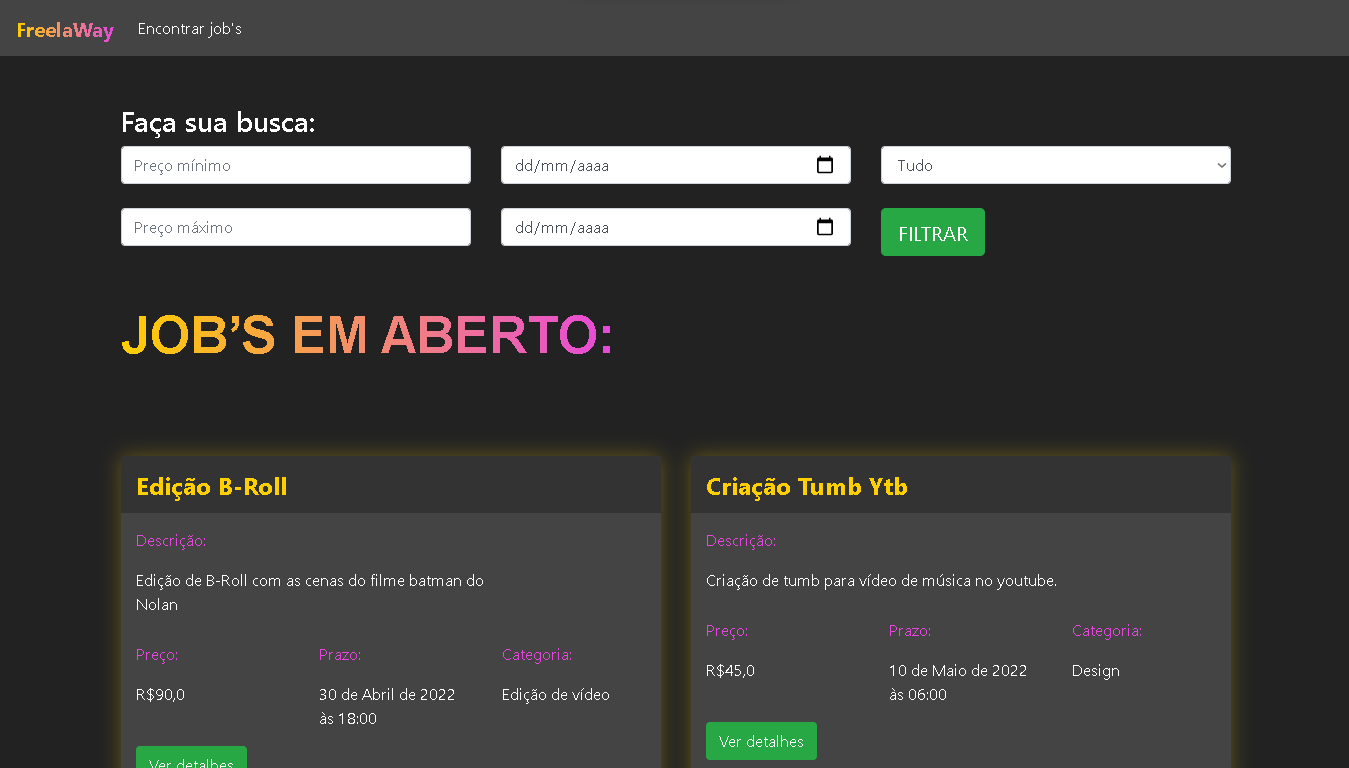 FreelaWay Encontrar job's
Faça sua busca:
Preço mínimo dd/mm/aaaa Tudo
Preço máximo dd/mm/aaaa FILTRAR
JOB’S EM ABERTO:
Edição B-Roll
Descrição:
Edição de B-Roll com as cenas do filme batman do
Nolan
Preço: Prazo: Categoria:
R$90,0 30 de Abril de 2022 Edição de vídeo
às 18:00
Ver detalhes
Criação Tumb Ytb
Descrição:
Criação de tumb para vídeo de música no youtube.
Preço: Prazo: Categoria:
R$45,0 10 de Maio de 2022 Design
às 06:00
Ver detalhes